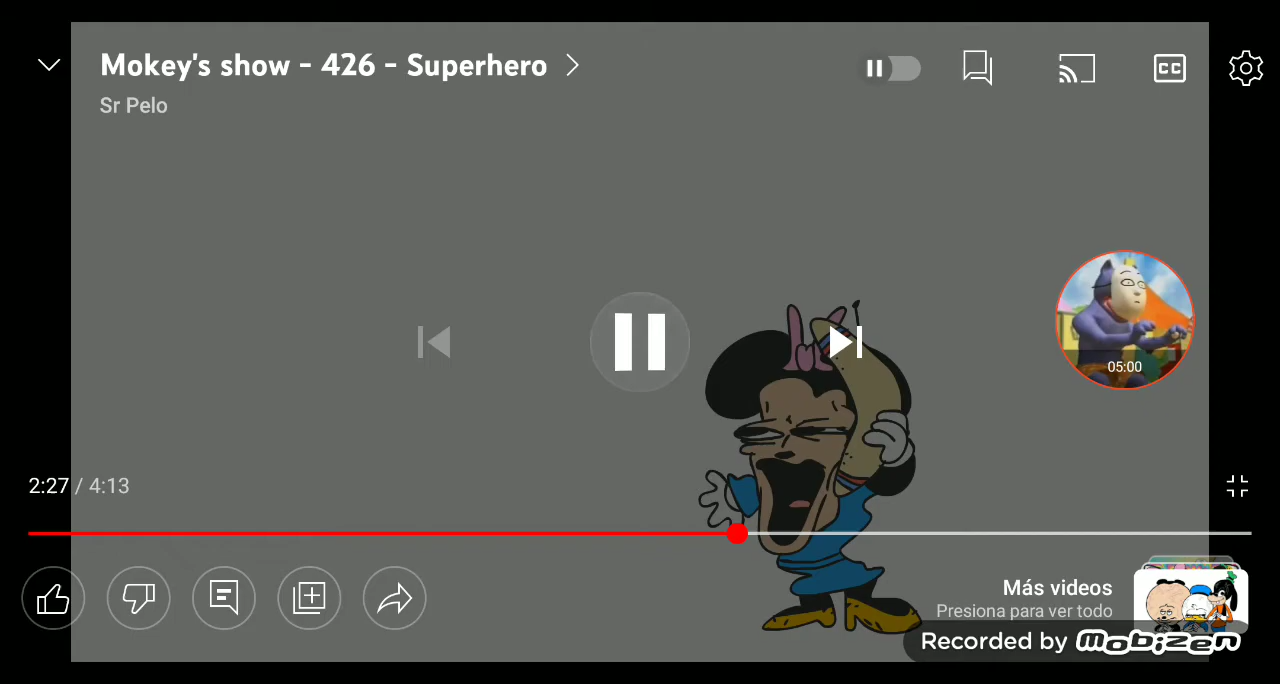 Mokey's show - 426 - Superhero
Sr Pelo
CC
05:00
2:27 / 4:13
Más videos
Presiona para ver todo
Recorded by Mobizen